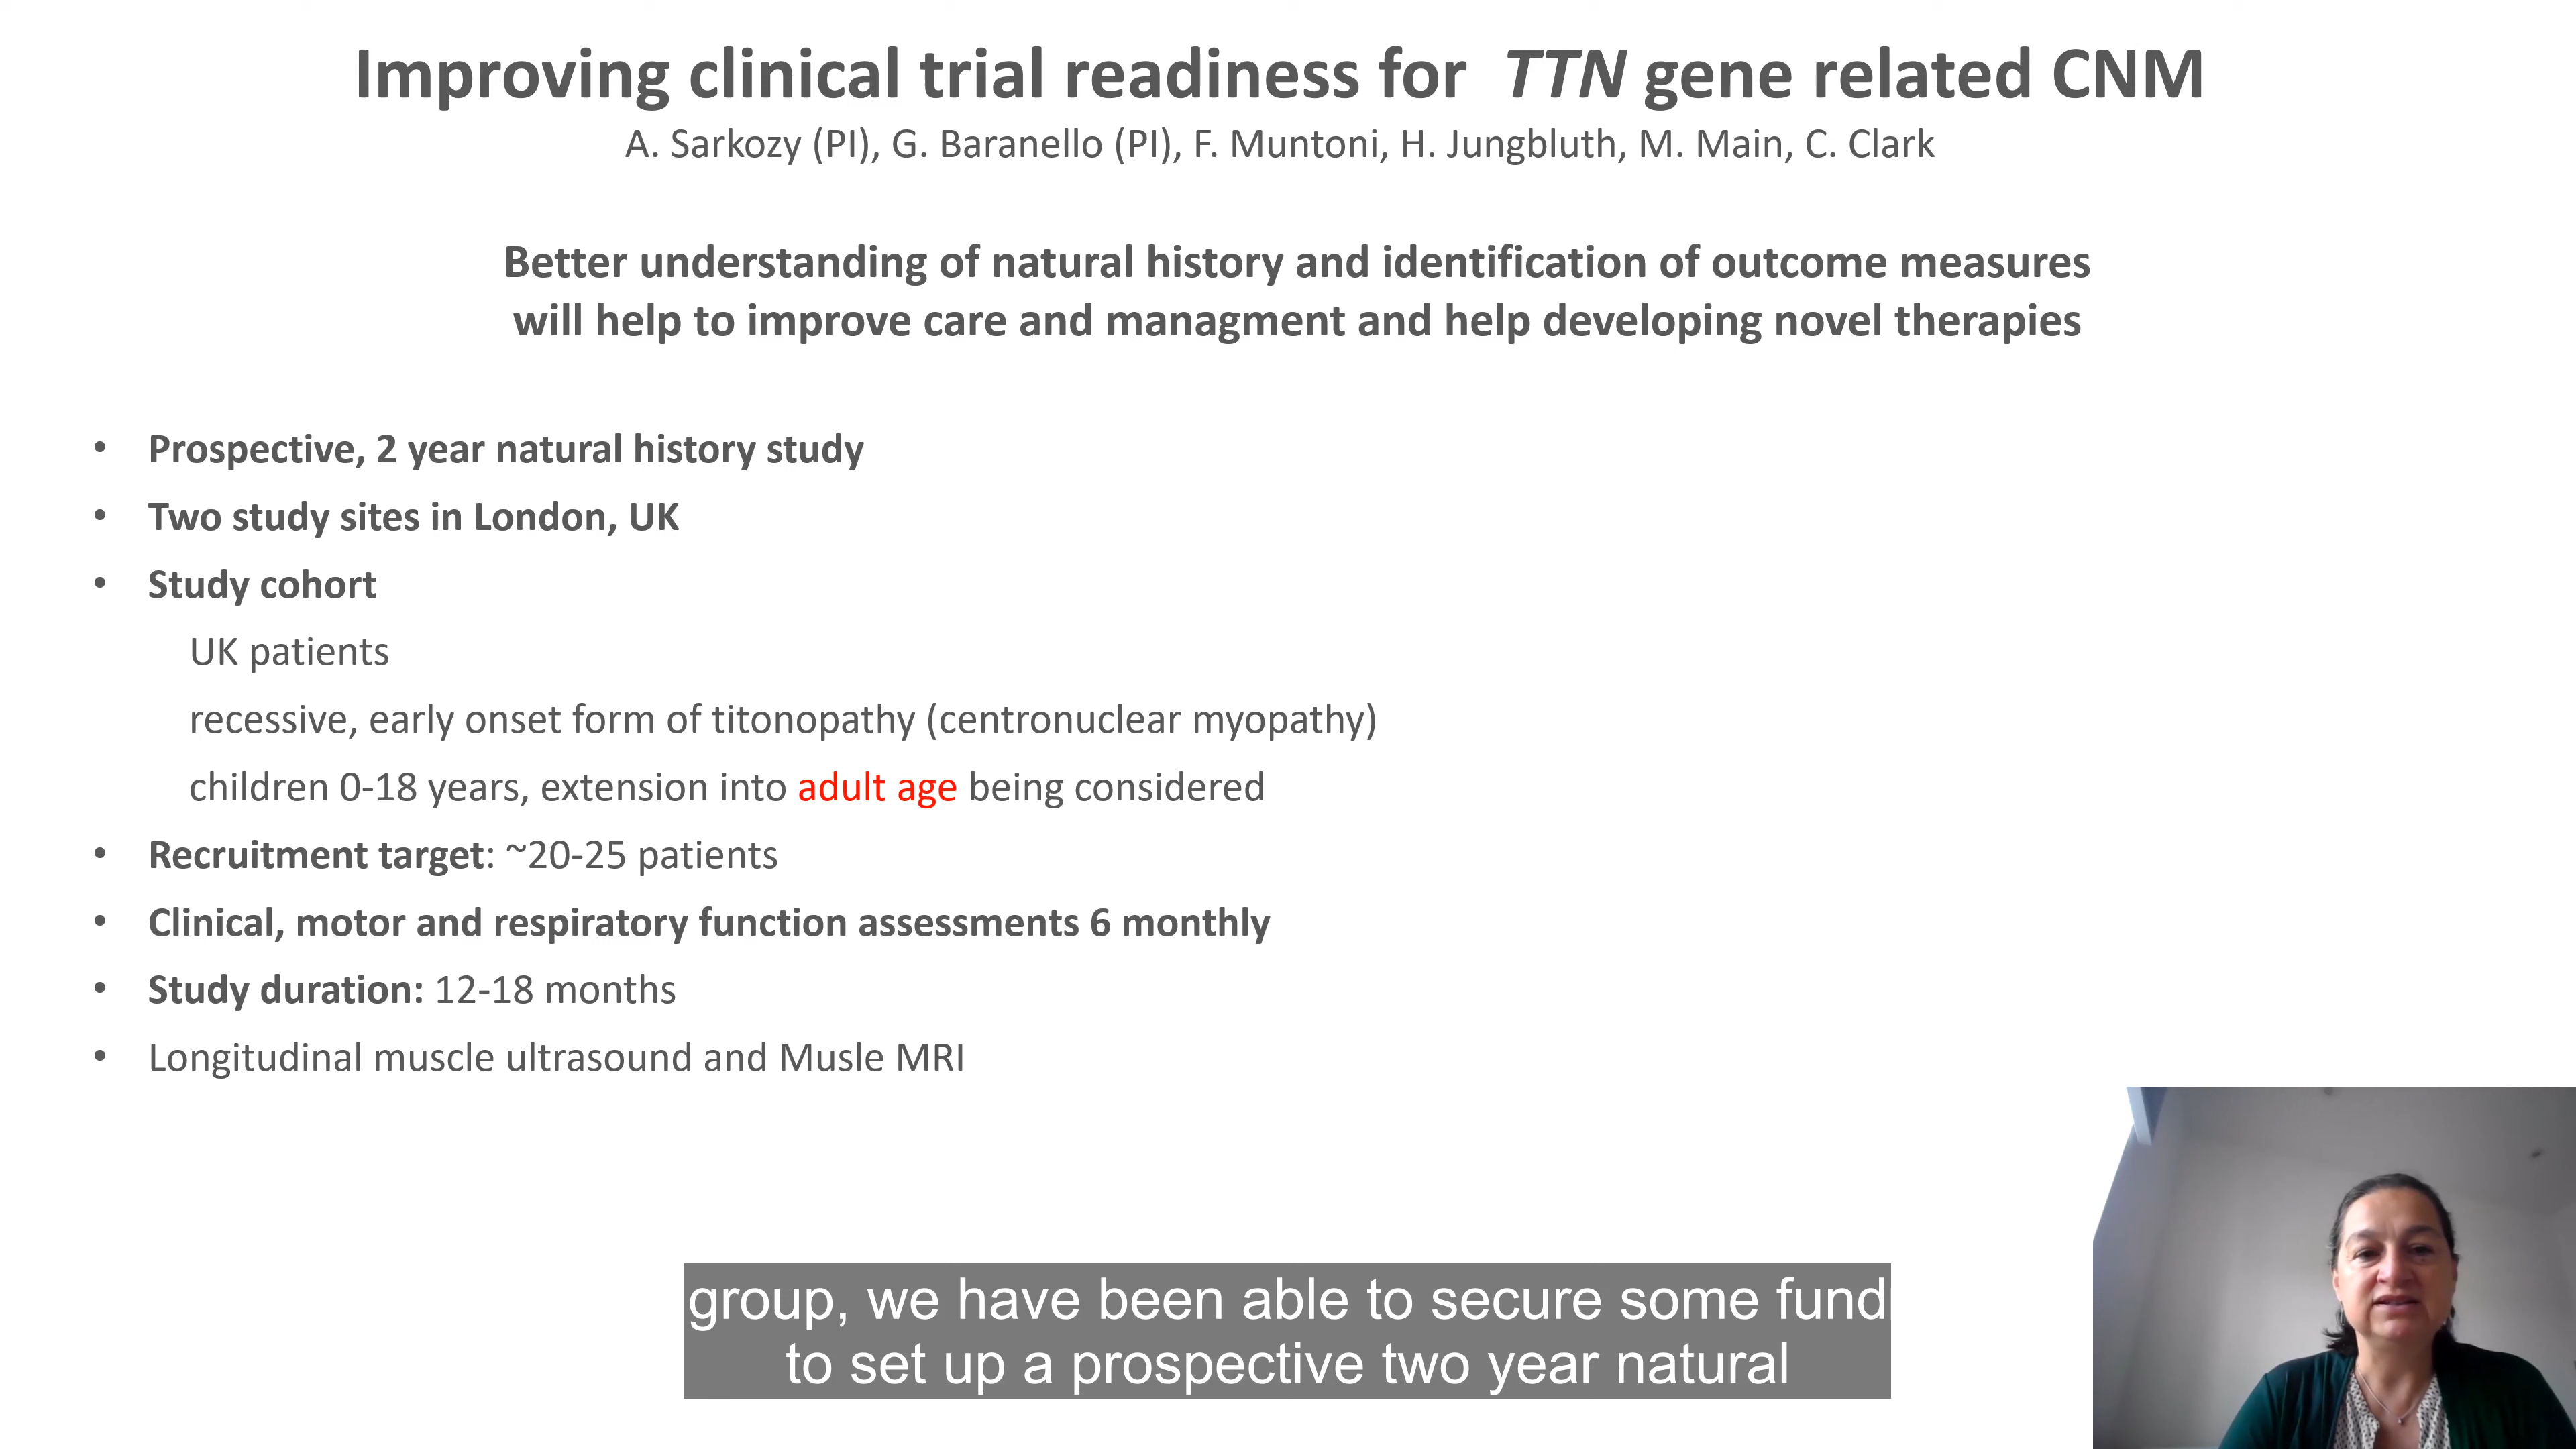 Improving clinical trial readiness for TTN gene related CNM
A. Sarkozy (PI), G. Baranello (PI), F. Muntoni, H. Jungbluth, M. Main, C. Clark
Better understanding of natural history and identification of outcome measures
will help to improve care and managment and help developing novel therapies
• Prospective, 2 year natural history study
• Two study sites in London, UK
• Study cohort
UK patients
recessive, early onset form of titonopathy (centronuclear myopathy)
children 0-18 years, extension into adult age being considered
• Recruitment target: ~20-25 patients
• Clinical, motor and respiratory function assessments 6 monthly
• Study duration: 12-18 months
• Longitudinal muscle ultrasound and Musle MRI
group, we have been able to secure some fund
to set up a prospective two year natural